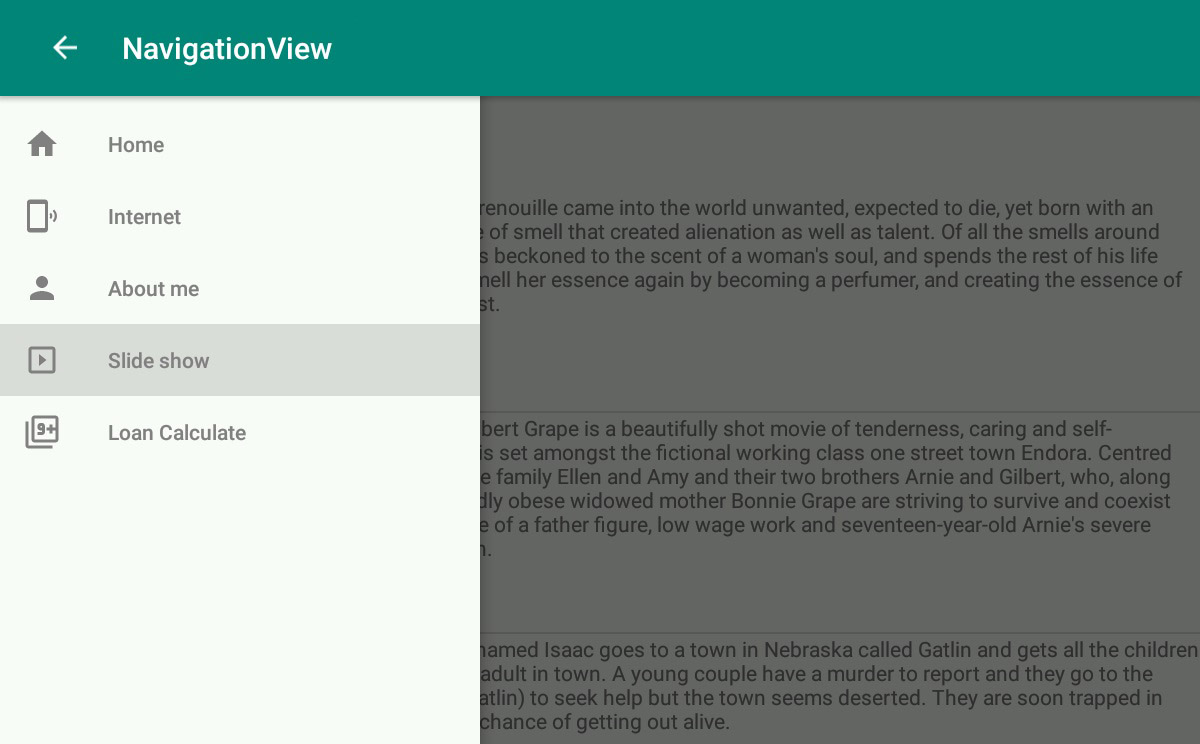 NavigationView
Home
Internet
About me
Slide show
Loan Calculate
renouille came into the world unwanted, expected to die, yet born with an
of smell that created alienation as well as talent. Of all the smells around
s beckoned to the scent of a woman's soul, and spends the rest of his life
mell her essence again by becoming a perfumer, and creating the essence of
st.
bert Grape is a beautifully shot movie of tenderness, caring and self-
is set amongst the fictional working class one street town Endora. Centred
e family Ellen and Amy and their two brothers Arnie and Gilbert, who, along
dly obese widowed mother Bonnie Grape are striving to survive and coexist
e of a father figure, low wage work and seventeen-year-old Arnie's severe
n.
named Isaac goes to a town in Nebraska called Gatlin and gets all the children
adult in town. A young couple have a murder to report and they go to the
atlin) to seek help but the town seems deserted. They are soon trapped in
chance of getting out alive.